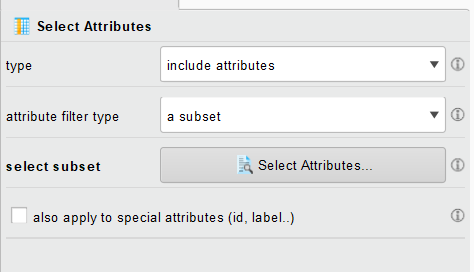 Select Attributes
type include attributes
attribute filter type a subset
select subset Select Attributes...
also apply to special attributes (id, label..)